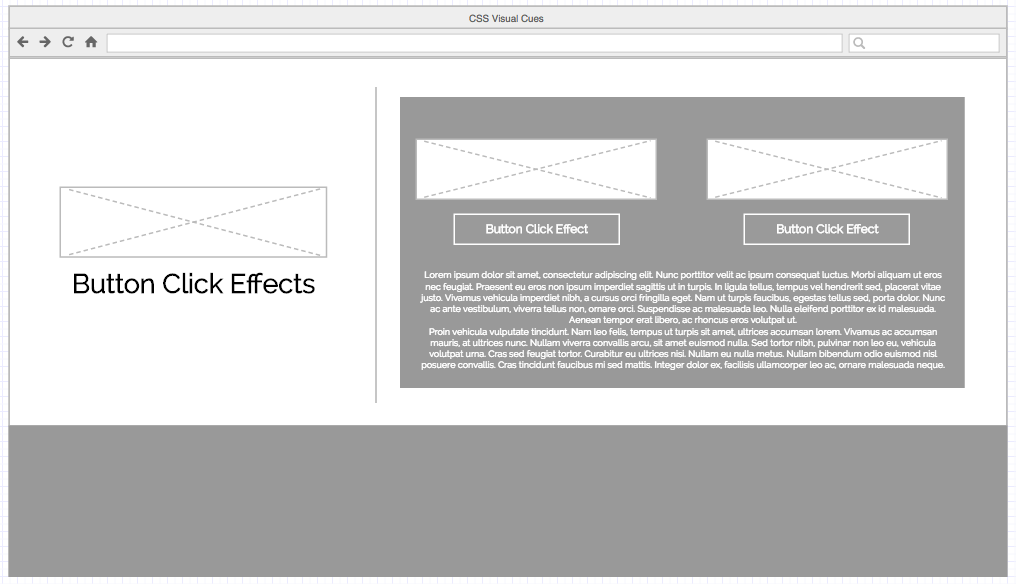 CSS Visual Cues
Button Click Effects
Button Click Effect
Button Click Effect
Lorem ipsum dolor sit amet, consectetur adipiscing elit. Nunc porttitor velit ac ipsum consequat luctus. Morbi aliquam ut eros
nec feugiat. Praesent eu eros non ipsum imperdiet sagittis ut in turpis. In ligula tellus, tempus vel hendrerit sed, placerat vitae
justo. Vivamus vehicula imperdiet nibh, a cursus orci fringilla eget. Nam ut turpis faucibus, egestas tellus sed, porta dolor. Nunc
ac ante vestibulum, viverra tellus non, ornare orci. Suspendisse ac malesuada leo. Nulla eleifend porttitor ex id malesuada.
Aenean tempor erat libero, ac rhoncus eros volutpat ut.
Proin vehicula vulputate tincidunt. Nam leo felis, tempus ut turpis sit amet, ultrices accumsan lorem. Vivamus ac accumsan
mauris, at ultrices nunc. Nullam viverra convallis arcu, sit amet euismod nulla. Sed tortor nibh, pulvinar non leo eu, vehicula
volutpat urna. Cras sed feugiat tortor. Curabitur eu ultrices nisi. Nullam eu nulla metus. Nullam bibendum odio euismod nisl
posuere convallis. Cras tincidunt faucibus mi sed mattis. Integer dolor ex, facilisis ullamcorper leo ac, ornare malesuada neque.